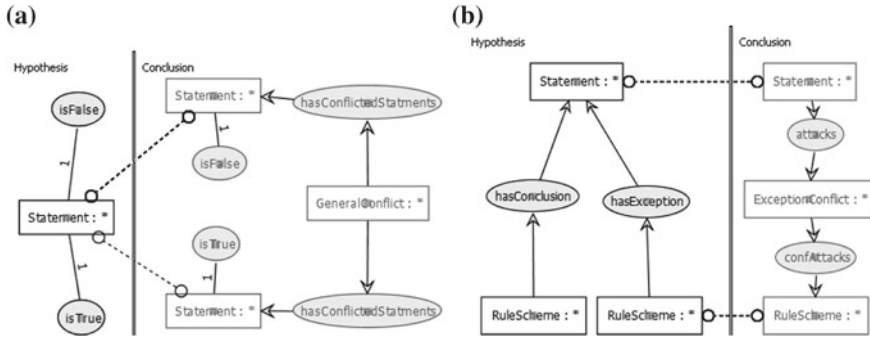 (a)
Hypothesis
Conclusion
isFalse
1
Statement : *
1
isTrue
Statement : *
1
isFalse
hasConflictedStatments
GeneralConflict : *
isTrue
1
Statement : *
hasConflictedStatments
(b)
Hypothesis
Conclusion
Statement : *
Statement : *
attacks
hasConclusion
hasException
ExceptionConflict : *
confAttacks
RuleScheme : *
RuleScheme : *
RuleScheme : *